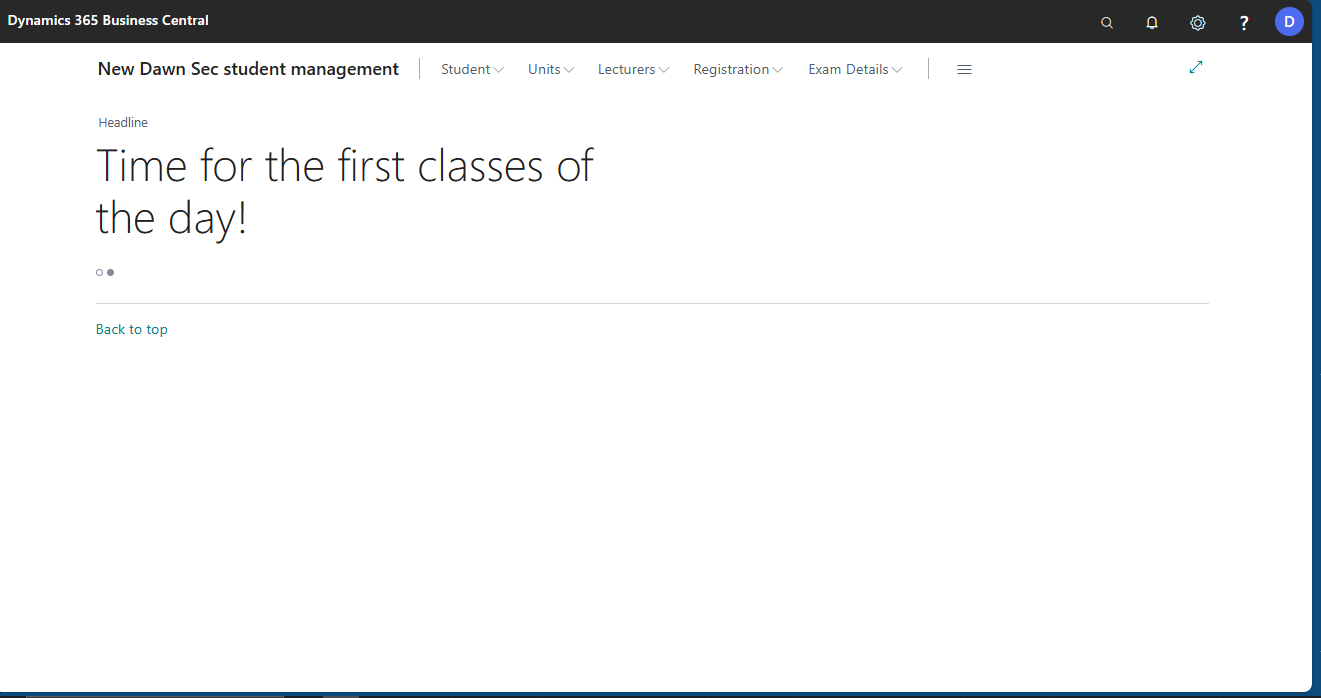 Dynamics 365 Business Central
? D
New Dawn Sec student management Student Units Lecturers Registration Exam Details
Headline
Time for the first classes of
the day!
Back to top